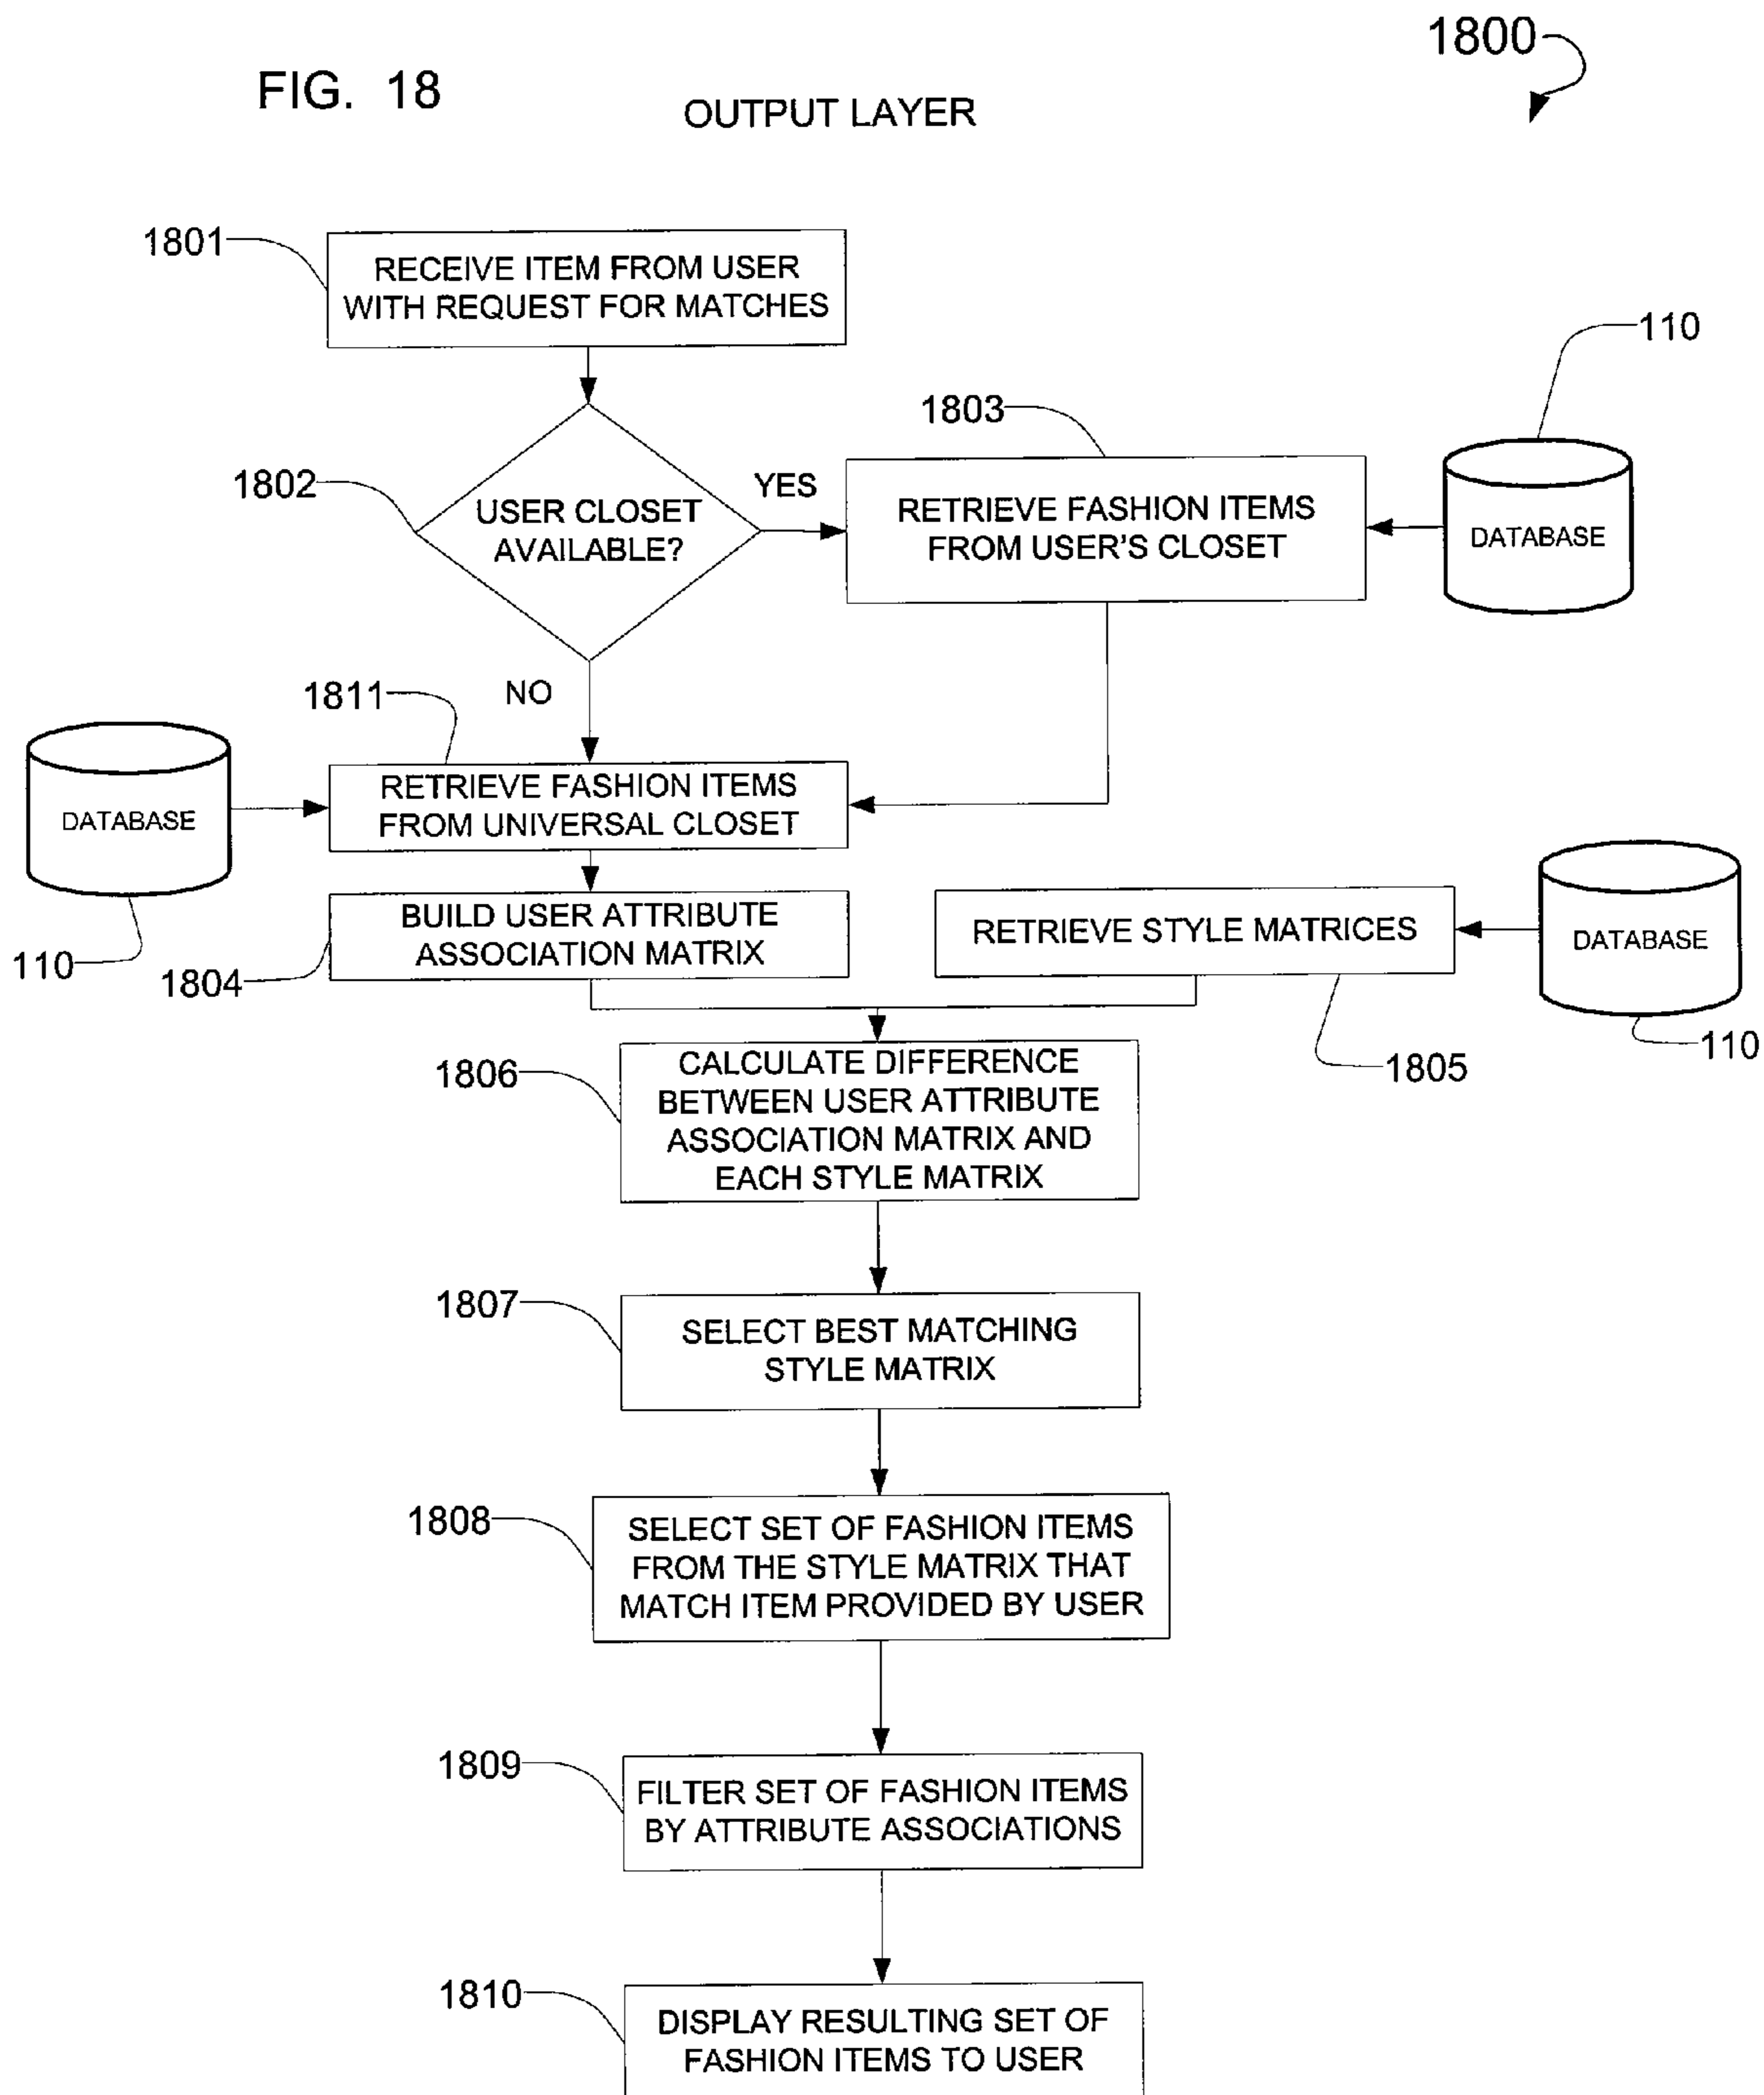 1800
FIG. 18
OUTPUT LAYER
1801
RECEIVE ITEM FROM USER
WITH REQUEST FOR MATCHES
110
1803
1802
YES
USER CLOSET
AVAILABLE?
RETRIEVE FASHION ITEMS
FROM USER'S CLOSET
DATABASE
1811
NO
DATABASE
RETRIEVE FASHION ITEMS
FROM UNIVERSAL CLOSET
110
1804
BUILD USER ATTRIBUTE
ASSOCIATION MATRIX
RETRIEVE STYLE MATRICES
DATABASE
110
1805
1806
CALCULATE DIFFERENCE
BETWEEN USER ATTRIBUTE
ASSOCIATION MATRIX AND
EACH STYLE MATRIX
1807
SELECT BEST MATCHING
STYLE MATRIX
1808
SELECT SET OF FASHION ITEMS
FROM THE STYLE MATRIX THAT
MATCH ITEM PROVIDED BY USER
1809
FILTER SET OF FASHION ITEMS
BY ATTRIBUTE ASSOCIATIONS
1810
DISPLAY RESULTING SET OF
FASHION ITEMS TO USER